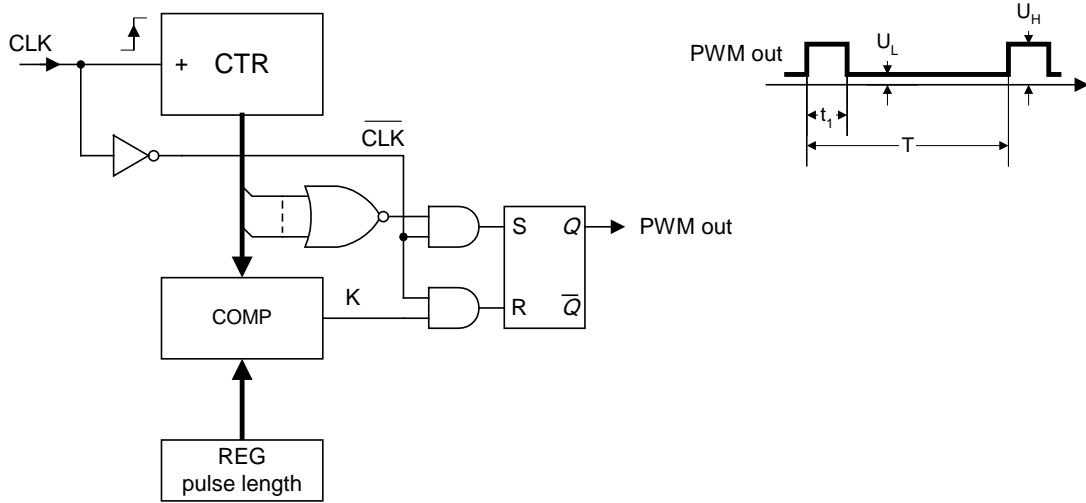 CLK
+ CTR
CLK
K
COMP
REG
pulse length
S Q
R Q
PWM out
PWM out
U_L
U_H
t_1
T